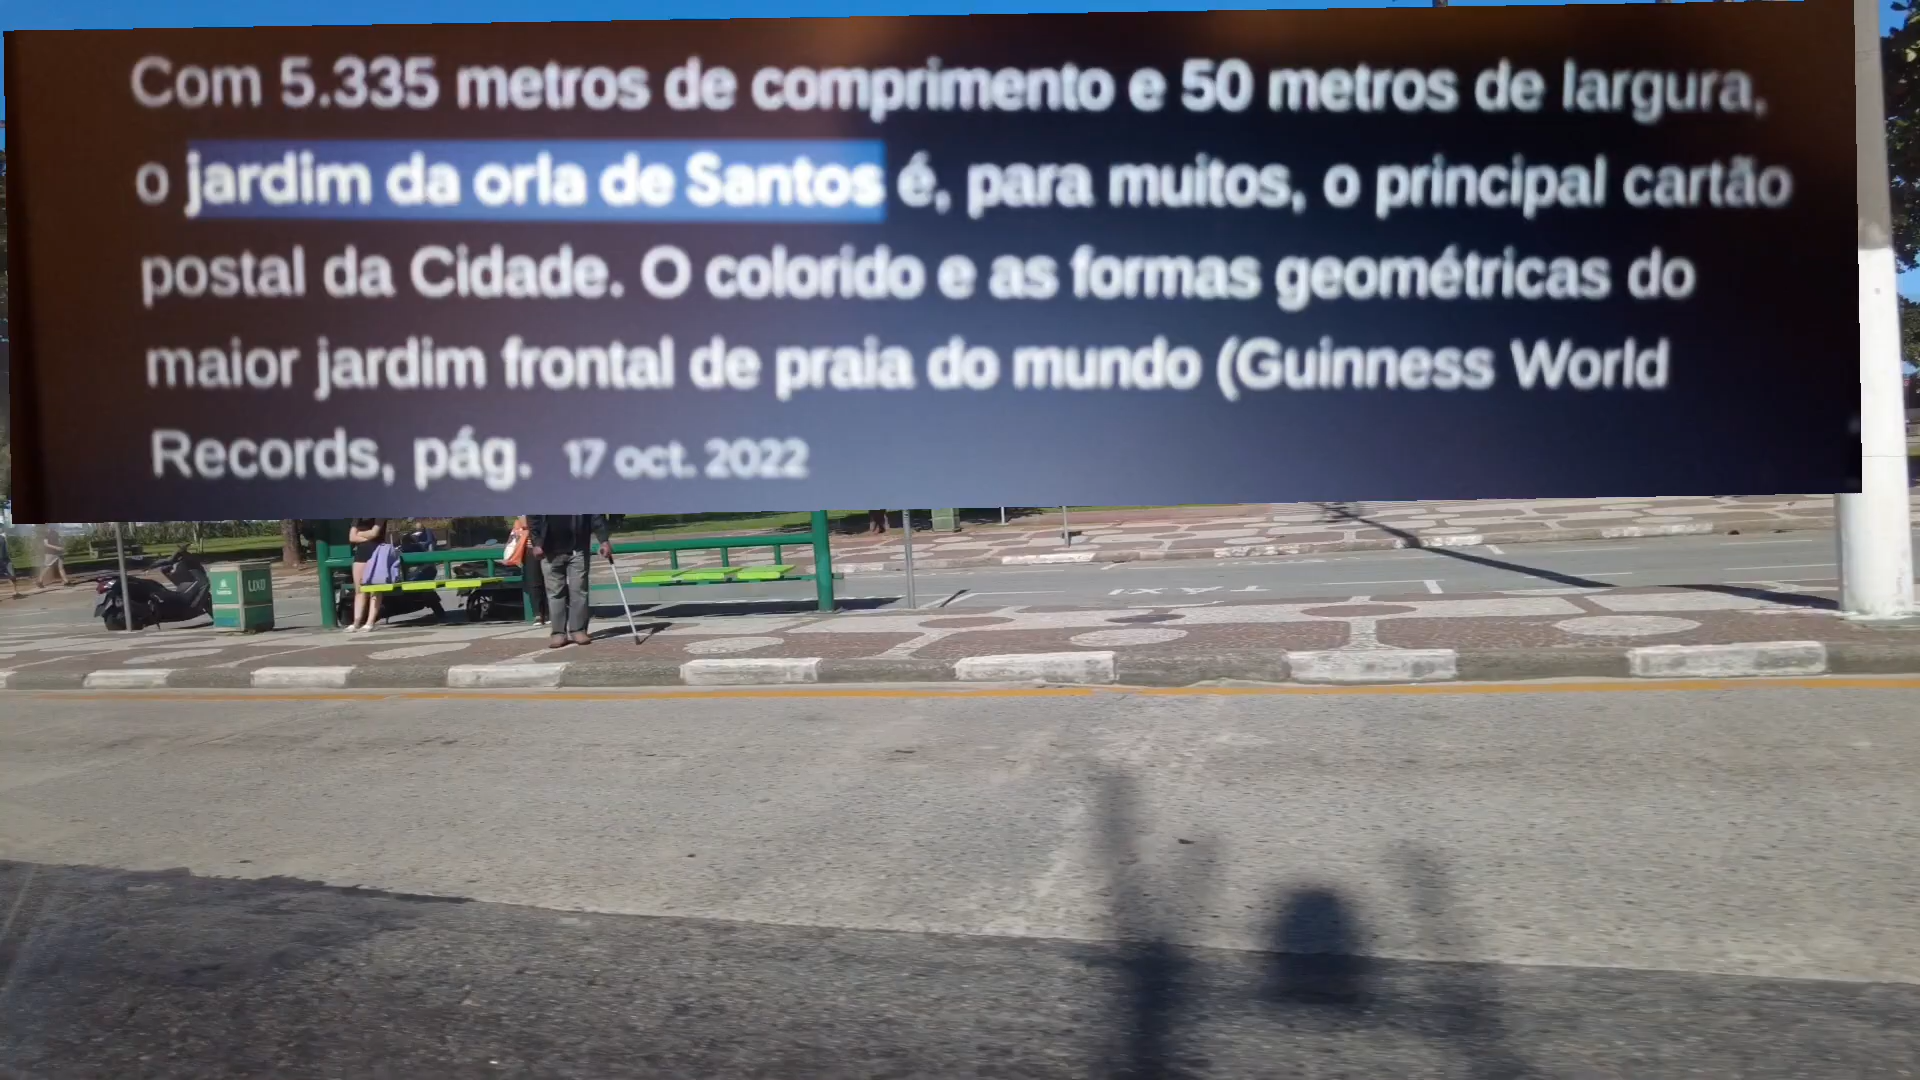 Com 5.335 metros de comprimento e 50 metros de largura,
o jardim da orla de Santos é, para muitos, o principal cartão
postal da Cidade. O colorido e as formas geométricas do
maior jardim frontal de praia do mundo (Guinness World
Records, pág. 17 oct. 2022
LIXO
TAXI